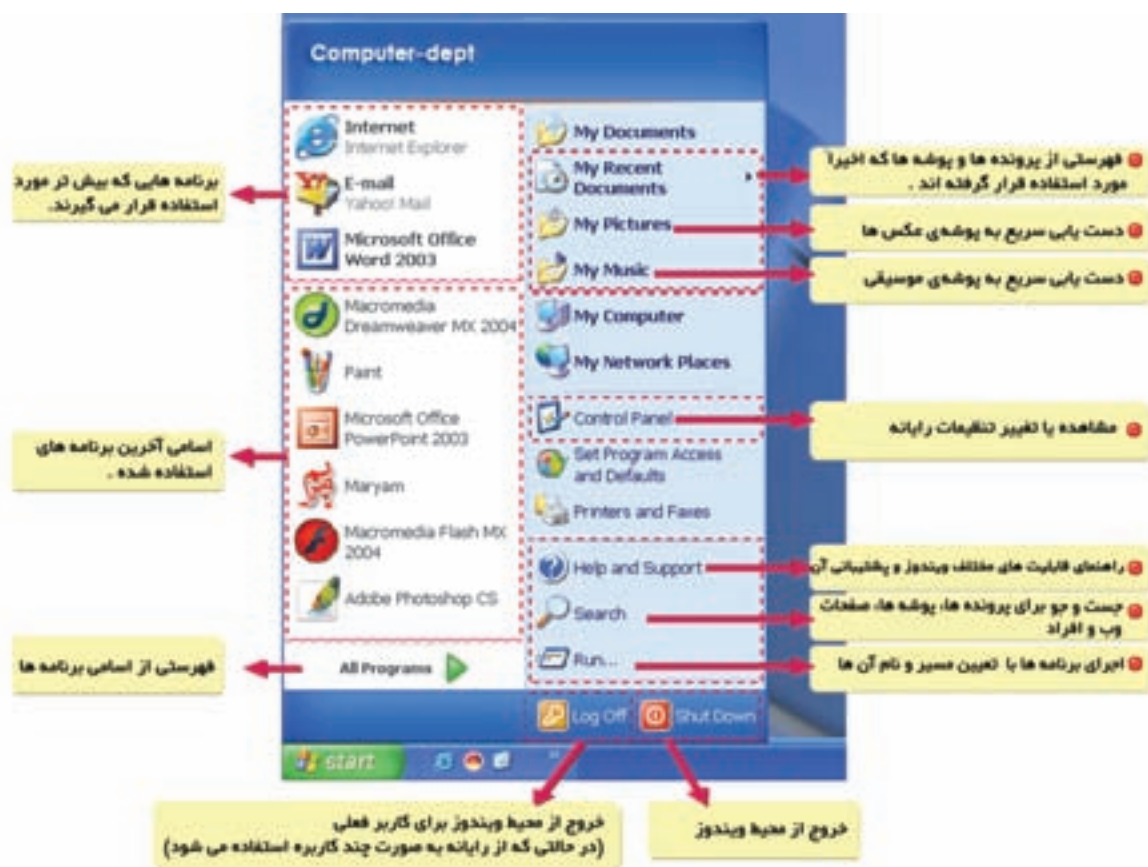 Computer-dept
Internet
Internet Explorer
E-mail
Yahoo! Mail
Microsoft Office
Word 2003
Macromedia
Dreamweaver MX 2004
Paint
Microsoft Office
PowerPoint 2003
Maryam
Macromedia Flash MX
2004
Adobe Photoshop CS
All Programs
My Documents
My Recent
Documents
My Pictures
My Music
My Computer
My Network Places
Control Panel
Set Program Access
and Defaults
Printers and Faxes
Help and Support
Search
Run...
Log Off
Shut Down
start
فهرستی از پرونده ها و پوشه ها که اخیراً
مورد استفاده قرار گرفته اند .
دست یابی سریع به پوشه‌ی عکس ها
دست یابی سریع به پوشه‌ی موسیقی
مشاهده یا تغییر تنظیمات رایانه
راهنمای قابلیت های مختلف ویندوز و پشتیبانی آن
جست و جو برای پرونده ها، پوشه ها، صفحات
وب و افراد
اجرای برنامه ها با تعیین مسیر و نام آن ها
برنامه هایی که بیش تر مورد
استفاده قرار می گیرند.
اسامی آخرین برنامه های
استفاده شده .
فهرستی از اسامی برنامه ها
خروج از محیط ویندوز
خروج از محیط ویندوز برای کاربر فعلی
(در حالتی که از رایانه به صورت چند کاربره استفاده می شود)